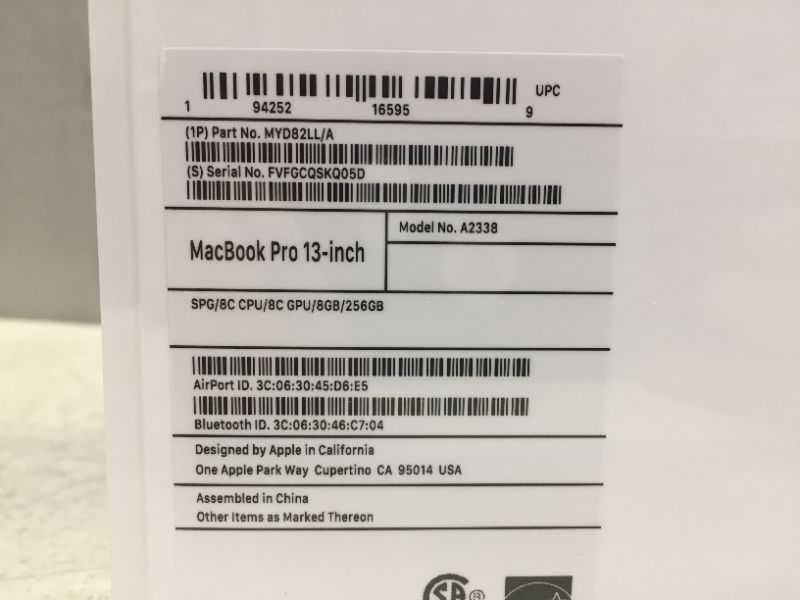 UPC
1 94252 16595 9
(1P) Part No. MYD82LL/A
(S) Serial No. FVFGCQSKQ05D
MacBook Pro 13-inch
Model No. A2338
SPG/8C CPU/8C GPU/8GB/256GB
AirPort ID. 3C:06:30:45:D6:E5
Bluetooth ID. 3C:06:30:46:C7:04
Designed by Apple in California
One Apple Park Way Cupertino CA 95014 USA
Assembled in China
Other Items as Marked Thereon
SA ®